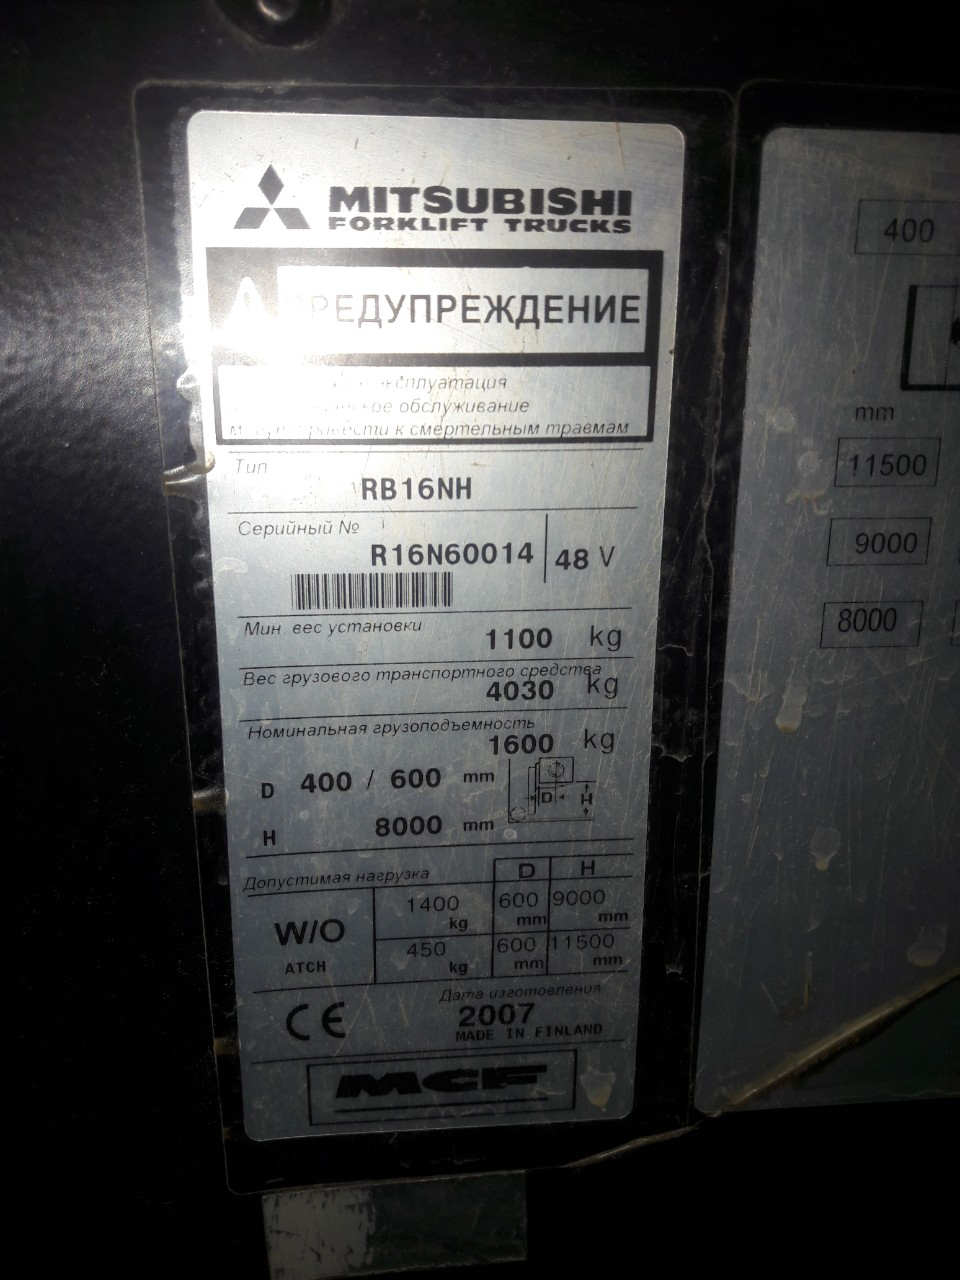 MITSUBISHI
FORKLIFT TRUCKS
ПРЕДУПРЕЖДЕНИЕ
эксплуатация
обслуживание
к смертельным травмам
Тип
RB16NH
Серийный №
R16N60014 48 V
Мин. вес установки
1100 kg
Вес грузового транспортного средства
4030 kg
Номинальная грузоподъемность
1600 kg
D 400 / 600 mm
D H
H 8000 mm
Допустимая нагрузка D H
W/O ATCH
1400 kg 600 mm 9000 mm
450 kg 600 mm 11500 mm
CE
Дата изготовления
2007
MADE IN FINLAND
MCF
400
mm
11500
9000
8000